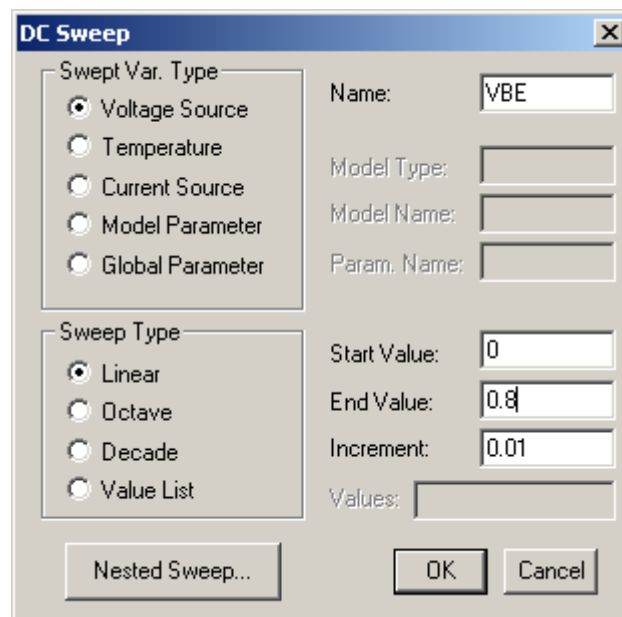 DC Sweep
Swept Var. Type
Voltage Source
Temperature
Current Source
Model Parameter
Global Parameter
Name: VBE
Model Type:
Model Name:
Param. Name:
Sweep Type
Linear
Octave
Decade
Value List
Start Value: 0
End Value: 0.8
Increment: 0.01
Values:
Nested Sweep...
OK
Cancel